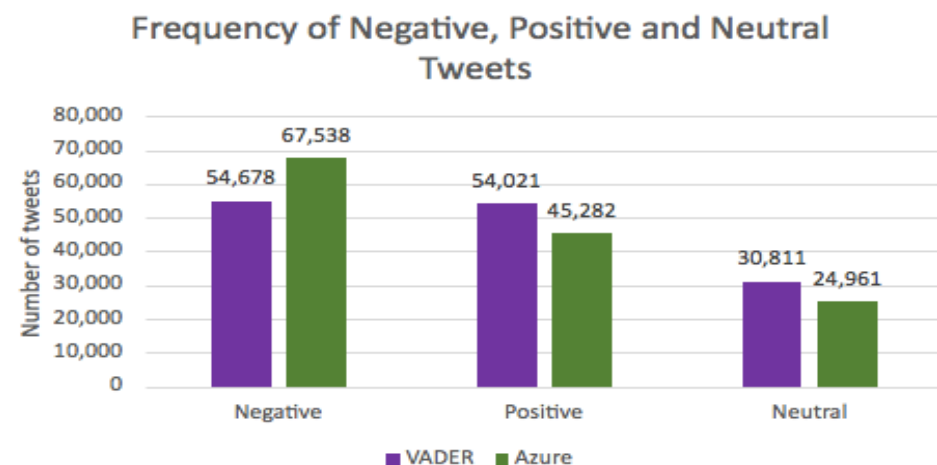 Frequency of Negative, Positive and Neutral
Tweets
Number of tweets
80,000
70,000
60,000
50,000
40,000
30,000
20,000
10,000
0
54,678
67,538
54,021
45,282
30,811
24,961
Negative
Positive
Neutral
VADER
Azure